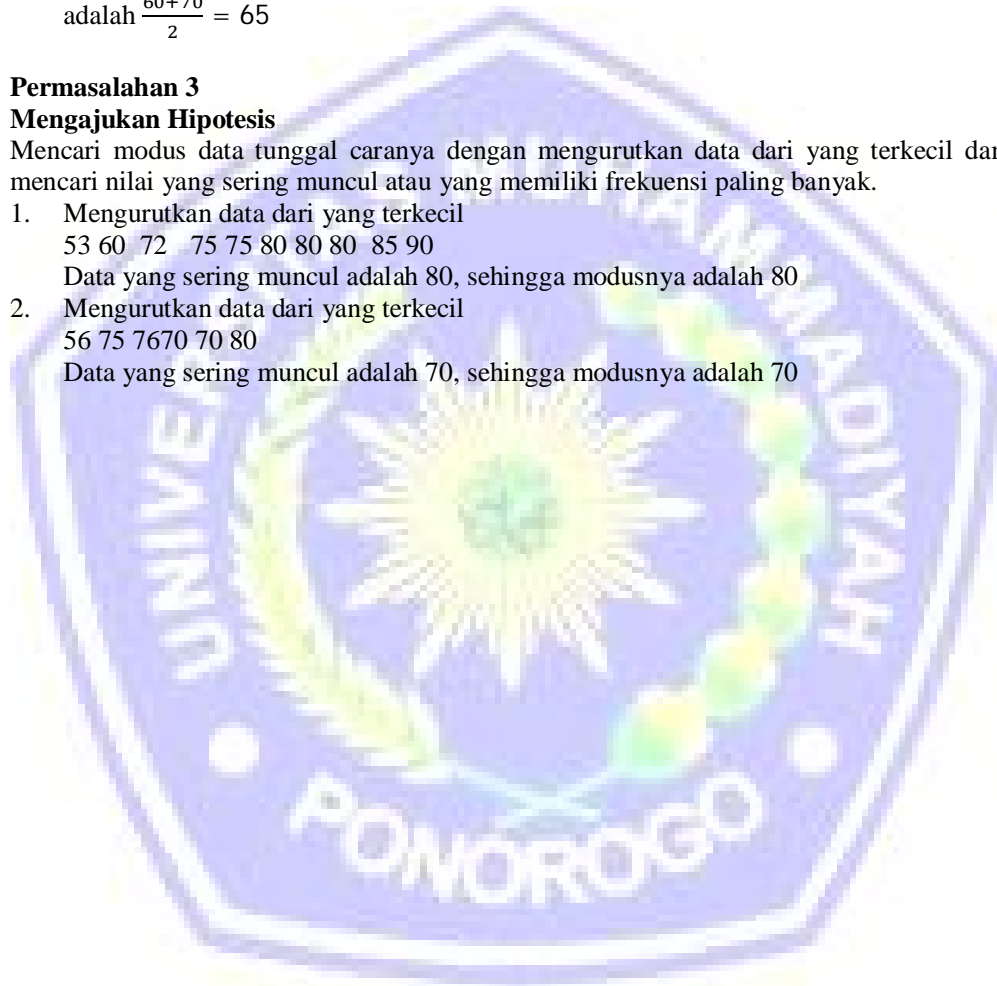 adalah 60+70/2 = 65
Permasalahan 3
Mengajukan Hipotesis
Mencari modus data tunggal caranya dengan mengurutkan data dari yang terkecil dan
mencari nilai yang sering muncul atau yang memiliki frekuensi paling banyak.
1. Mengurutkan data dari yang terkecil
53 60 72 75 75 80 80 80 85 90
Data yang sering muncul adalah 80, sehingga modusnya adalah 80
2. Mengurutkan data dari yang terkecil
56 75 7670 70 80
Data yang sering muncul adalah 70, sehingga modusnya adalah 70
UNIVERSITAS MUHAMMADIYAH
PONOROGO